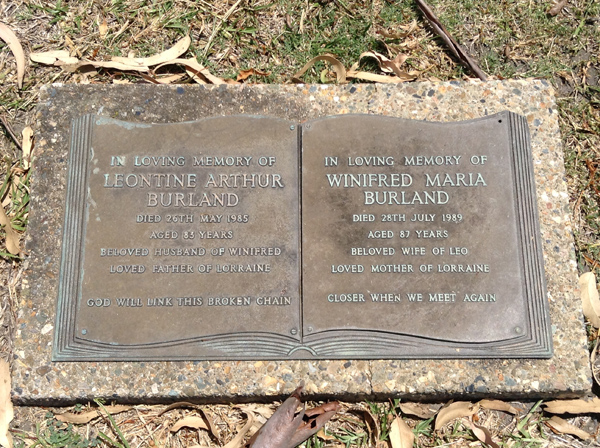 IN LOVING MEMORY OF
LEONTINE ARTHUR
BURLAND
DIED 26TH MAY 1985
AGED 83 YEARS
BELOVED HUSBAND OF WINIFRED
LOVED FATHER OF LORRAINE
GOD WILL LINK THIS BROKEN CHAIN
IN LOVING MEMORY OF
WINIFRED MARIA
BURLAND
DIED 28TH JULY 1989
AGED 87 YEARS
BELOVED WIFE OF LEO
LOVED MOTHER OF LORRAINE
CLOSER WHEN WE MEET AGAIN